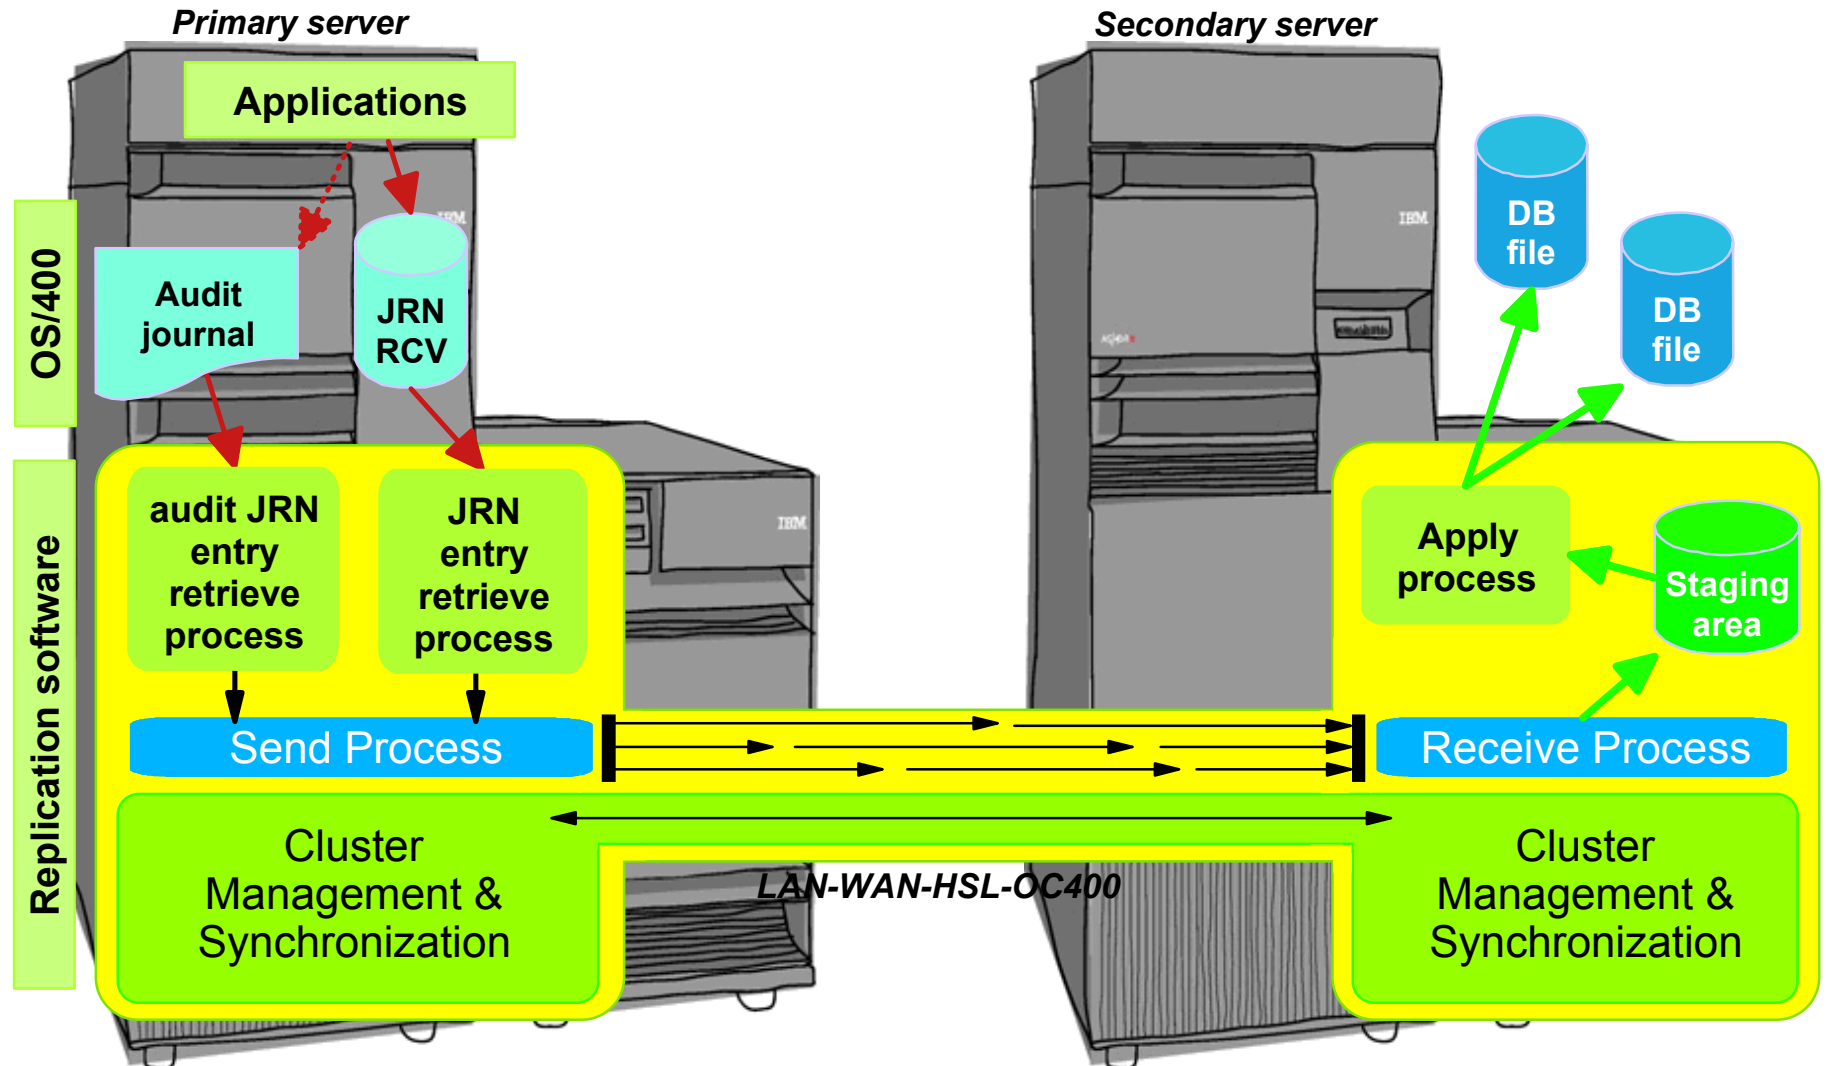 Primary server
Secondary server
Applications
OS/400
Audit
journal
JRN
RCV
IBM
IBM
DB
file
DB
file
Replication software
audit JRN
entry
retrieve
process
JRN
entry
retrieve
process
IBM
Apply
process
Staging
area
Send Process
Receive Process
Cluster
Management &
Synchronization
LAN-WAN-HSL-OC400
Cluster
Management &
Synchronization